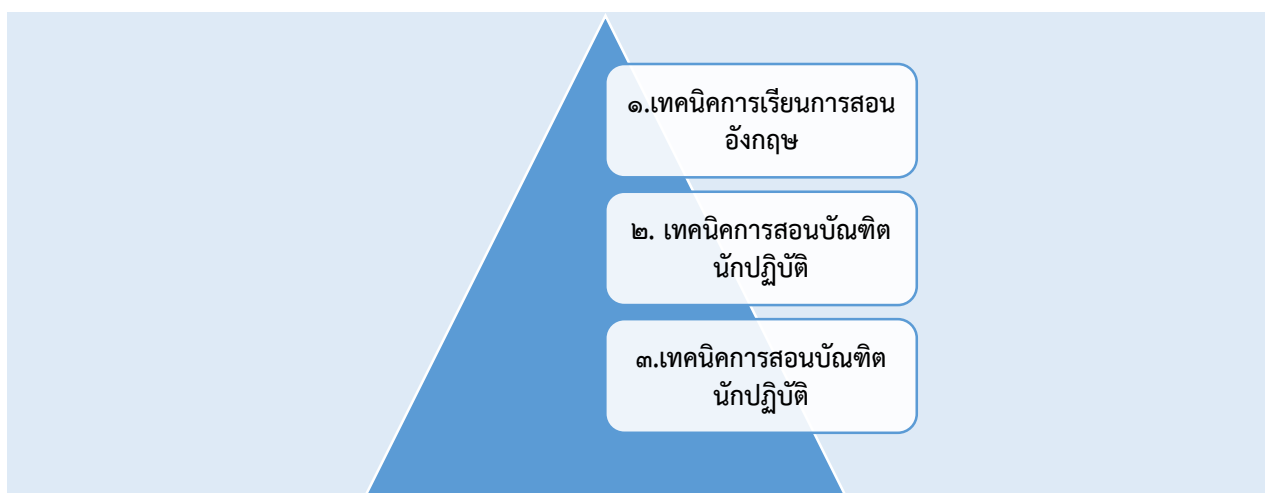 ๑.เทคนิคการเรียนการสอน
อังกฤษ
๒. เทคนิคการสอนบัณฑิต
นักปฏิบัติ
๓.เทคนิคการสอนบัณฑิต
นักปฏิบัติ